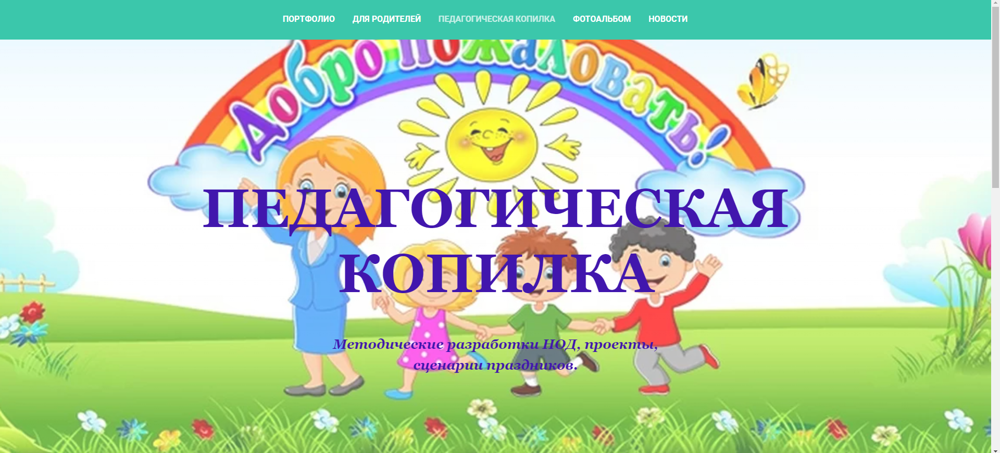 ПОРТФОЛИО ДЛЯ РОДИТЕЛЕЙ ПЕДАГОГИЧЕСКАЯ КОПИЛКА ФОТОАЛЬБОМ НОВОСТИ
Добро пожаловать!
ПЕДАГОГИЧЕСКАЯ
КОПИЛКА
Методические разработки НОД, проекты,
сценарии праздников.